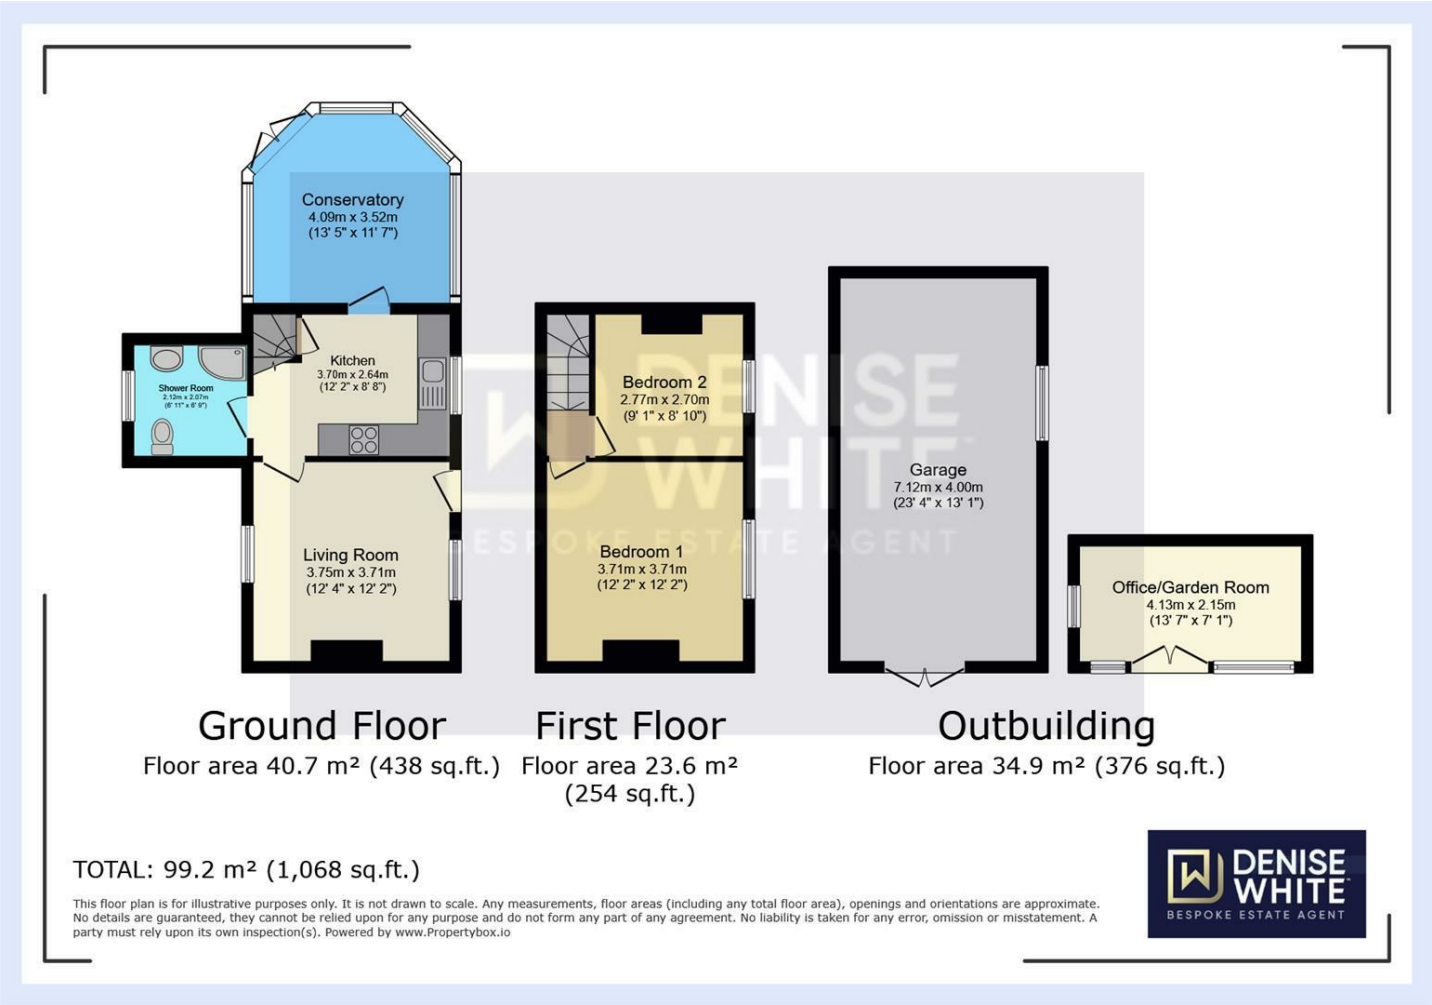 Conservatory
4.09m x 3.52m
(13' 5" x 11' 7")
Kitchen
3.70m x 2.64m
(12' 2" x 8' 8")
Shower Room
2.12m x 2.07m
(6' 11" x 6' 9")
Living Room
3.75m x 3.71m
(12' 4" x 12' 2")
Bedroom 2
2.77m x 2.70m
(9' 1" x 8' 10")
Bedroom 1
3.71m x 3.71m
(12' 2" x 12' 2")
Garage
7.12m x 4.00m
(23' 4" x 13' 1")
Office/Garden Room
4.13m x 2.15m
(13' 7" x 7' 1")
DENISE
WHITE
BESPOKE ESTATE AGENT
Ground Floor
Floor area 40.7 m² (438 sq.ft.)
First Floor
Floor area 23.6 m²
(254 sq.ft.)
Outbuilding
Floor area 34.9 m² (376 sq.ft.)
TOTAL: 99.2 m² (1,068 sq.ft.)
This floor plan is for illustrative purposes only. It is not drawn to scale. Any measurements, floor areas (including any total floor area), openings and orientations are approximate.
No details are guaranteed, they cannot be relied upon for any purpose and do not form any part of any agreement. No liability is taken for any error, omission or misstatement. A
party must rely upon its own inspection(s). Powered by www.Propertybox.io
DENISE
WHITE
BESPOKE ESTATE AGENT